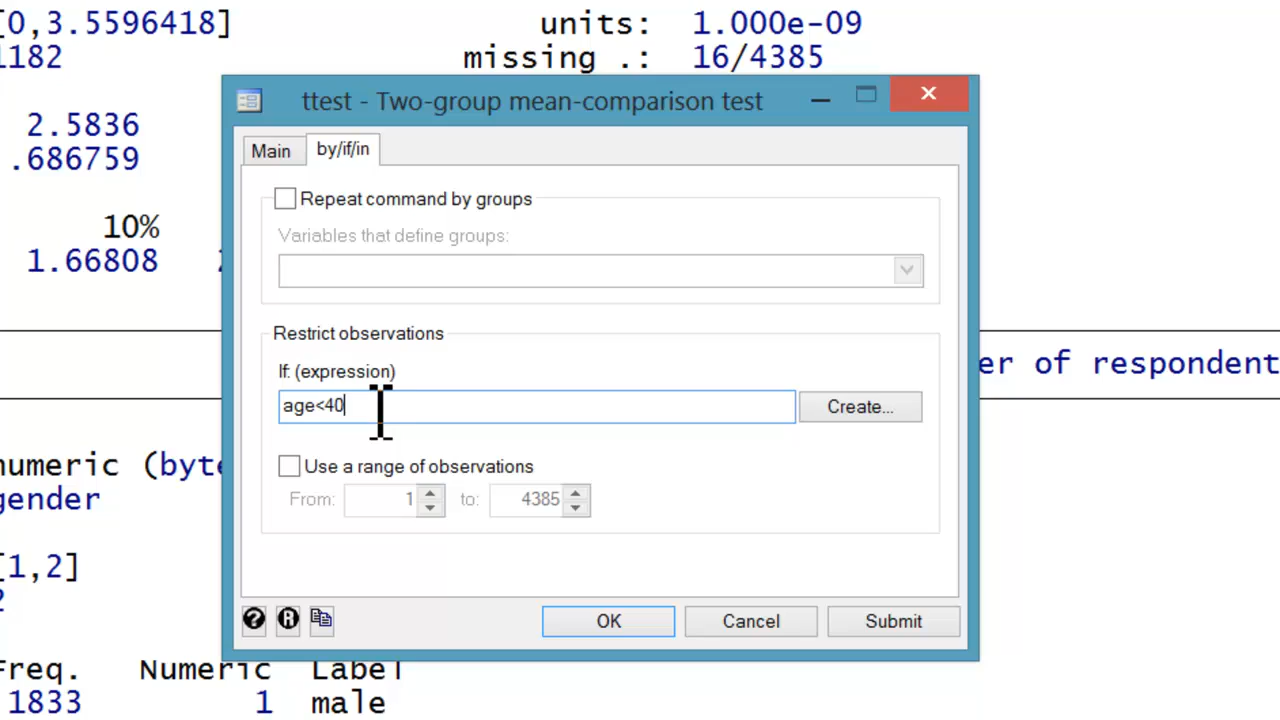 [0,3.5596418] units: 1.000e-09
1182 missing .: 16/4385
ttest - Two-group mean-comparison test
2.5836
.686759
Main by/if/in
Repeat command by groups
10%
Variables that define groups:
1.66808
Restrict observations
er of respondent
If: (expression)
age<40 Create...
numeric (byte
Use a range of observations
gender From: 1 to: 4385
[1,2]
2
OK Cancel Submit
Freq. Numeric Label
1833 1 male